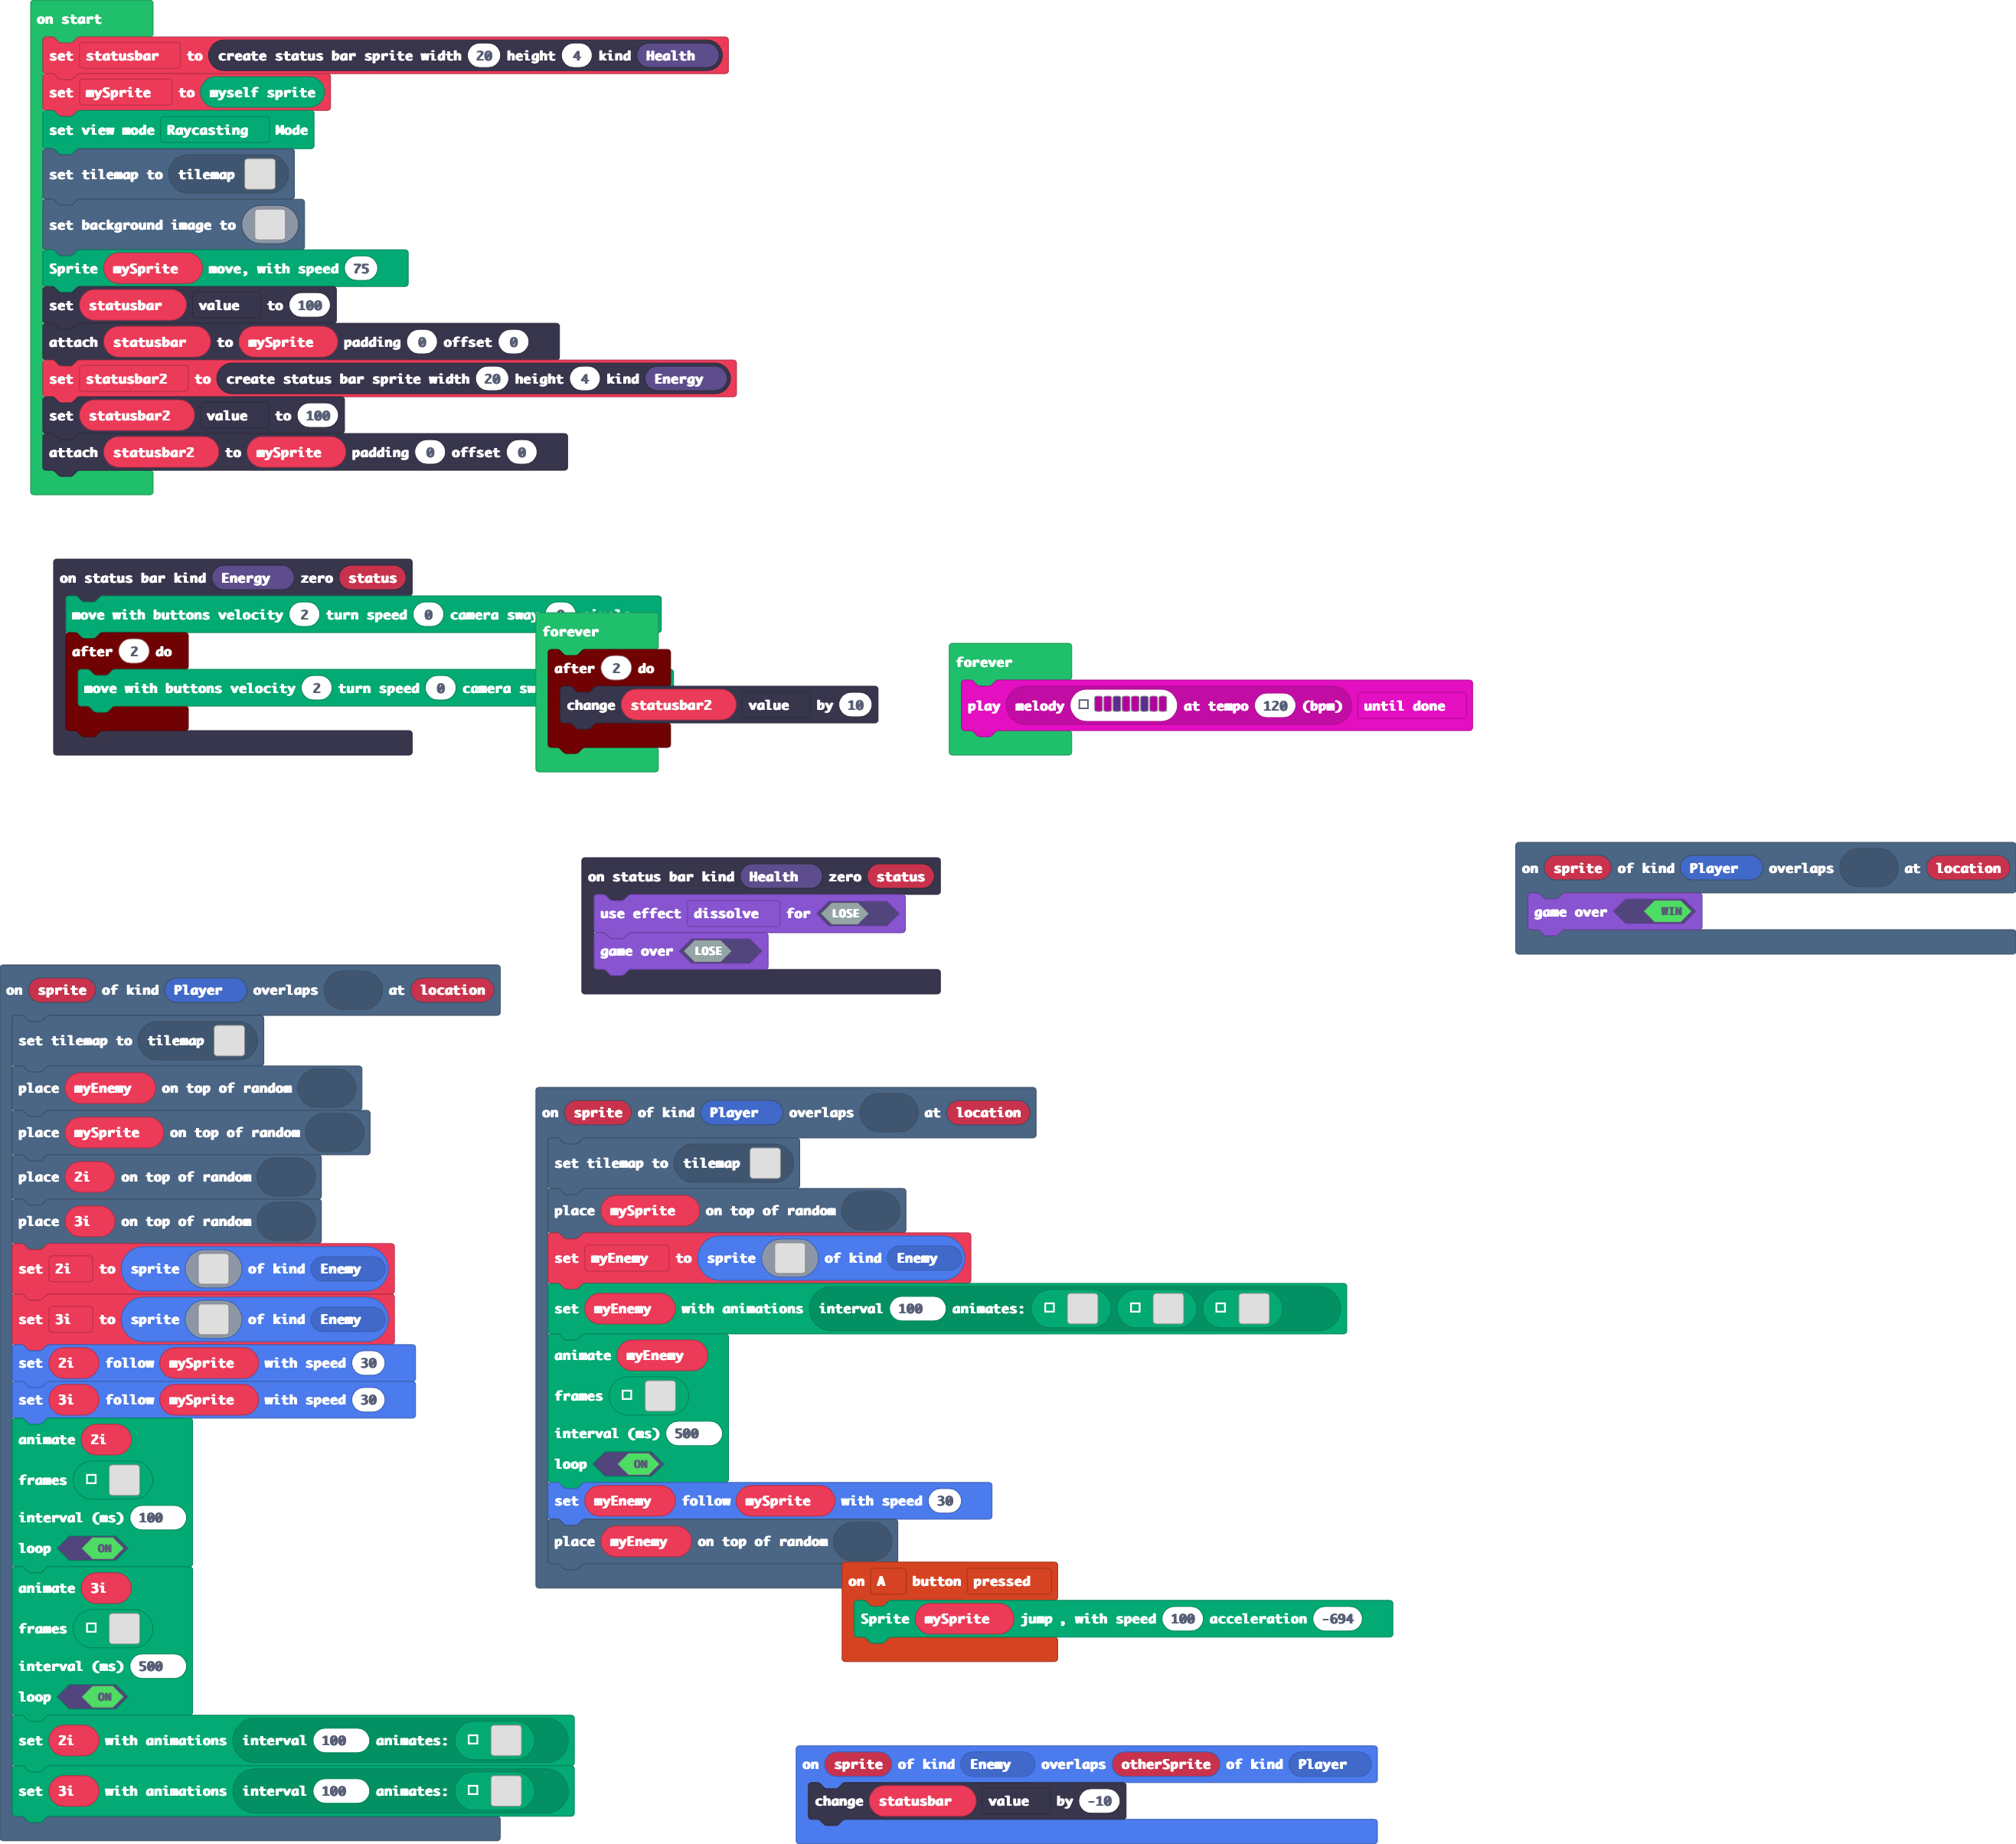 on start
set statusbar to create status bar sprite width 20 height 4 kind Health
set mySprite to myself sprite
set view mode Raycasting Mode
set tilemap to tilemap
set background image to
Sprite mySprite move, with speed 75
set statusbar value to 100
attach statusbar to mySprite padding 0 offset 0
set statusbar2 to create status bar sprite width 20 height 4 kind Energy
set statusbar2 value to 100
attach statusbar2 to mySprite padding 0 offset 0
on status bar kind Energy zero status
move with buttons velocity 2 turn speed 0 camera sway
after 2 do
move with buttons velocity 2 turn speed 0 camera
forever
after 2 do
change statusbar2 value by 10
forever
play melody at tempo 120 (bpm) until done
on status bar kind Health zero status
use effect dissolve for LOSE
game over LOSE
on sprite of kind Player overlaps at location
game over WIN
on sprite of kind Player overlaps at location
set tilemap to tilemap
place myEnemy on top of random
place mySprite on top of random
place 2i on top of random
place 3i on top of random
set 2i to sprite of kind Enemy
set 3i to sprite of kind Enemy
set 2i follow mySprite with speed 30
set 3i follow mySprite with speed 30
animate 2i
frames
interval (ms) 100
loop ON
animate 3i
frames
interval (ms) 500
loop ON
set 2i with animations interval 100 animates:
set 3i with animations interval 100 animates:
on sprite of kind Player overlaps at location
set tilemap to tilemap
place mySprite on top of random
set myEnemy to sprite of kind Enemy
set myEnemy with animations interval 100 animates:
animate myEnemy
frames
interval (ms) 500
loop ON
set myEnemy follow mySprite with speed 30
place myEnemy on top of random
on A button pressed
Sprite mySprite jump , with speed 100 acceleration -694
on sprite of kind Enemy overlaps otherSprite of kind Player
change statusbar value by -10